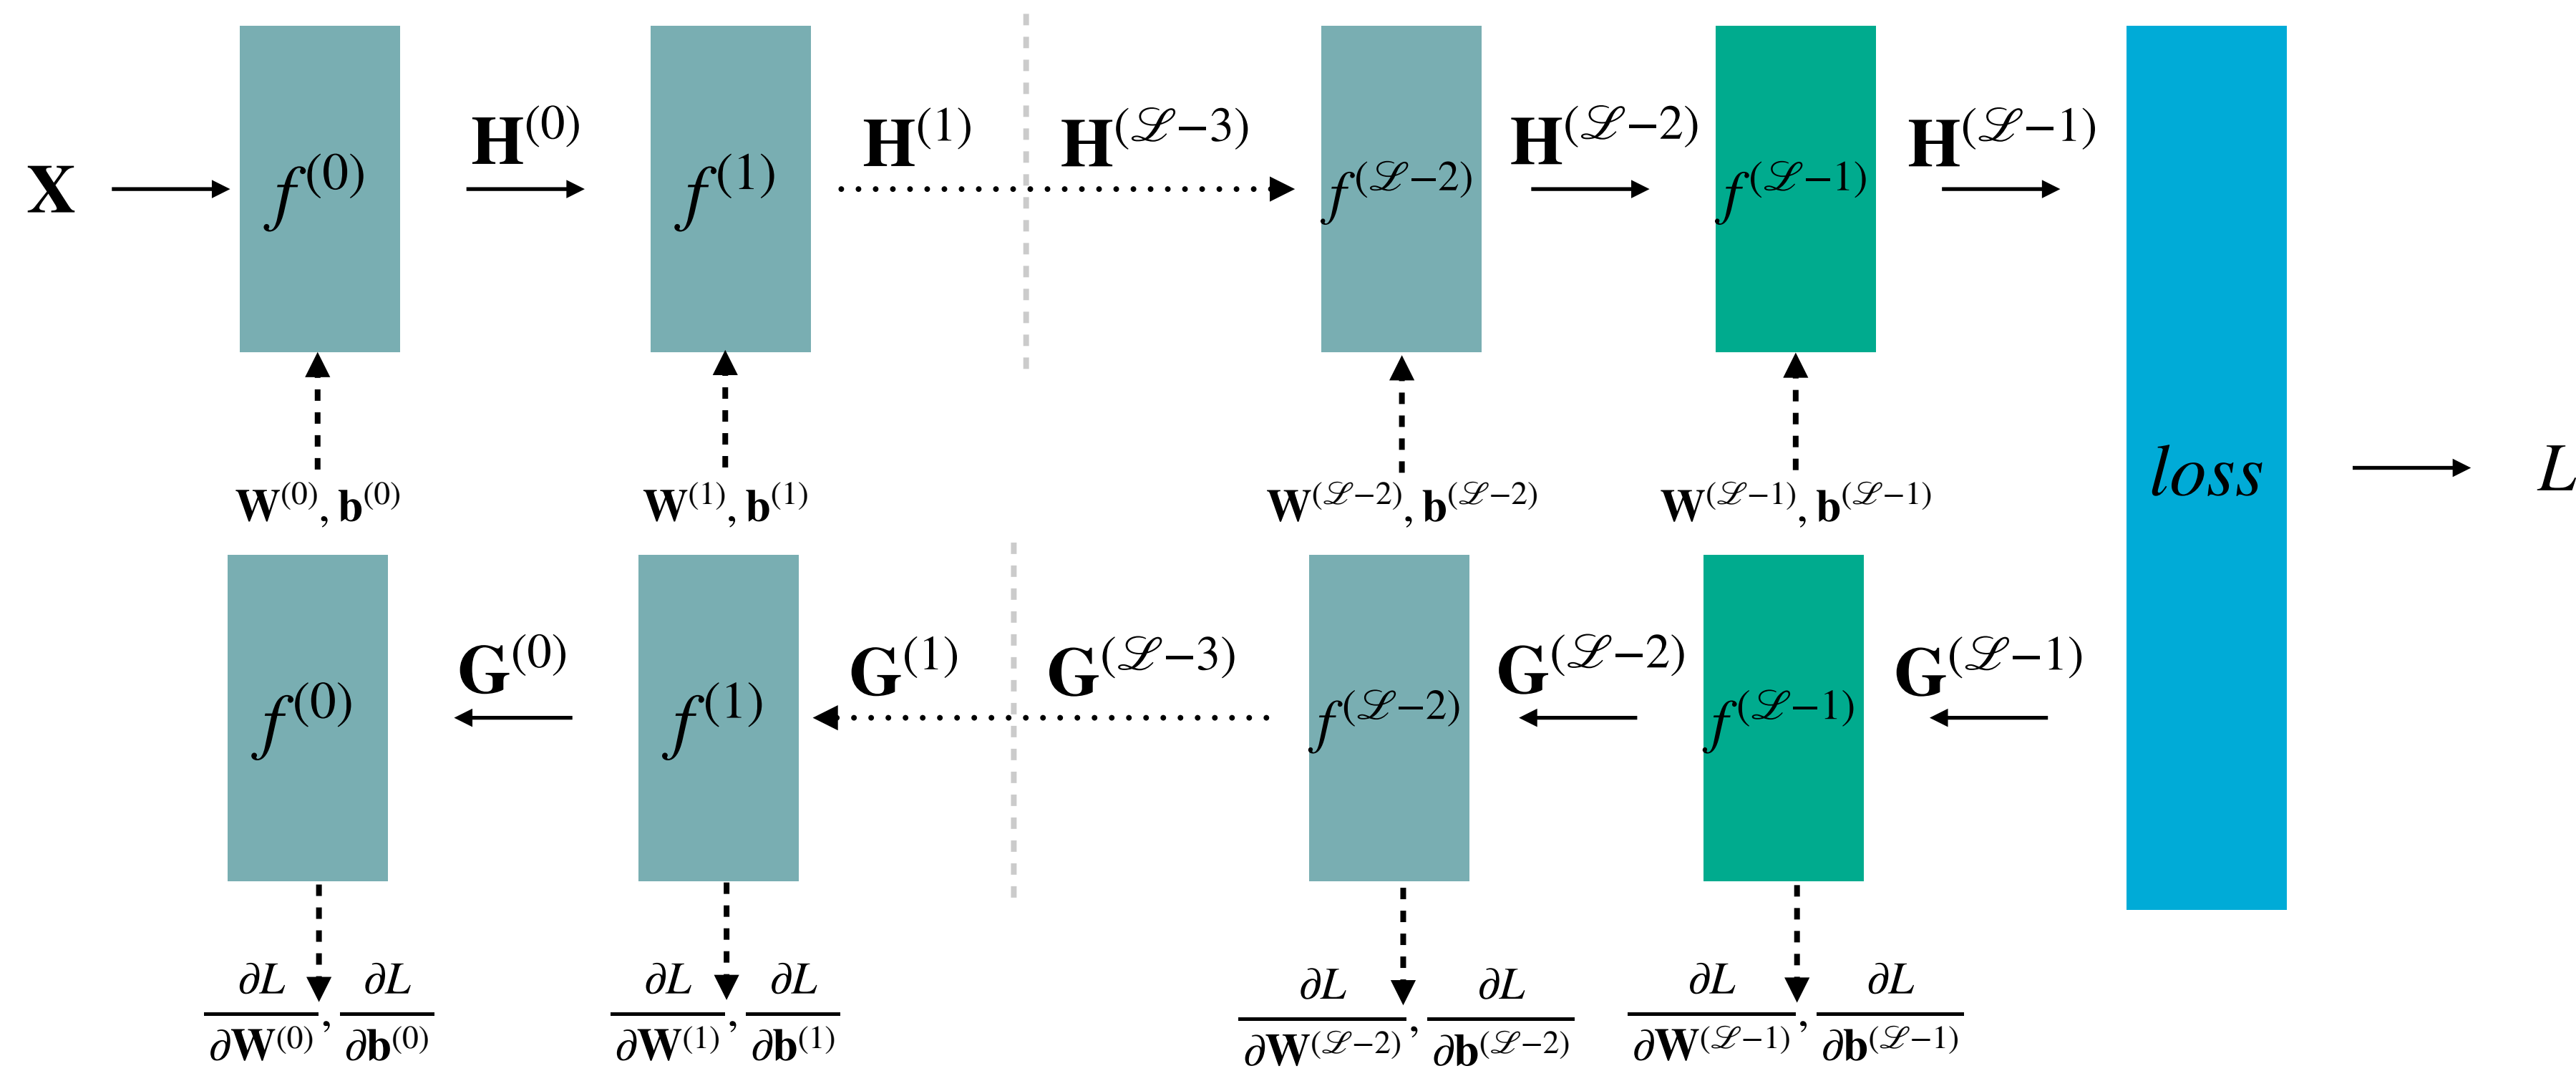 H⁽⁰⁾ H⁽¹⁾ H⁽ℒ⁻³⁾ H⁽ℒ⁻²⁾ H⁽ℒ⁻¹⁾
X f⁽⁰⁾ f⁽¹⁾ f⁽ℒ⁻²⁾ f⁽ℒ⁻¹⁾
W⁽⁰⁾, b⁽⁰⁾ W⁽¹⁾, b⁽¹⁾ W⁽ℒ⁻²⁾, b⁽ℒ⁻²⁾ W⁽ℒ⁻¹⁾, b⁽ℒ⁻¹⁾
loss L
G⁽⁰⁾ G⁽¹⁾ G⁽ℒ⁻³⁾ G⁽ℒ⁻²⁾ G⁽ℒ⁻¹⁾
f⁽⁰⁾ f⁽¹⁾ f⁽ℒ⁻²⁾ f⁽ℒ⁻¹⁾
∂L ∂L ∂L ∂L ∂L ∂L ∂L ∂L
∂W⁽⁰⁾, ∂b⁽⁰⁾ ∂W⁽¹⁾, ∂b⁽¹⁾ ∂W⁽ℒ⁻²⁾, ∂b⁽ℒ⁻²⁾ ∂W⁽ℒ⁻¹⁾, ∂b⁽ℒ⁻¹⁾